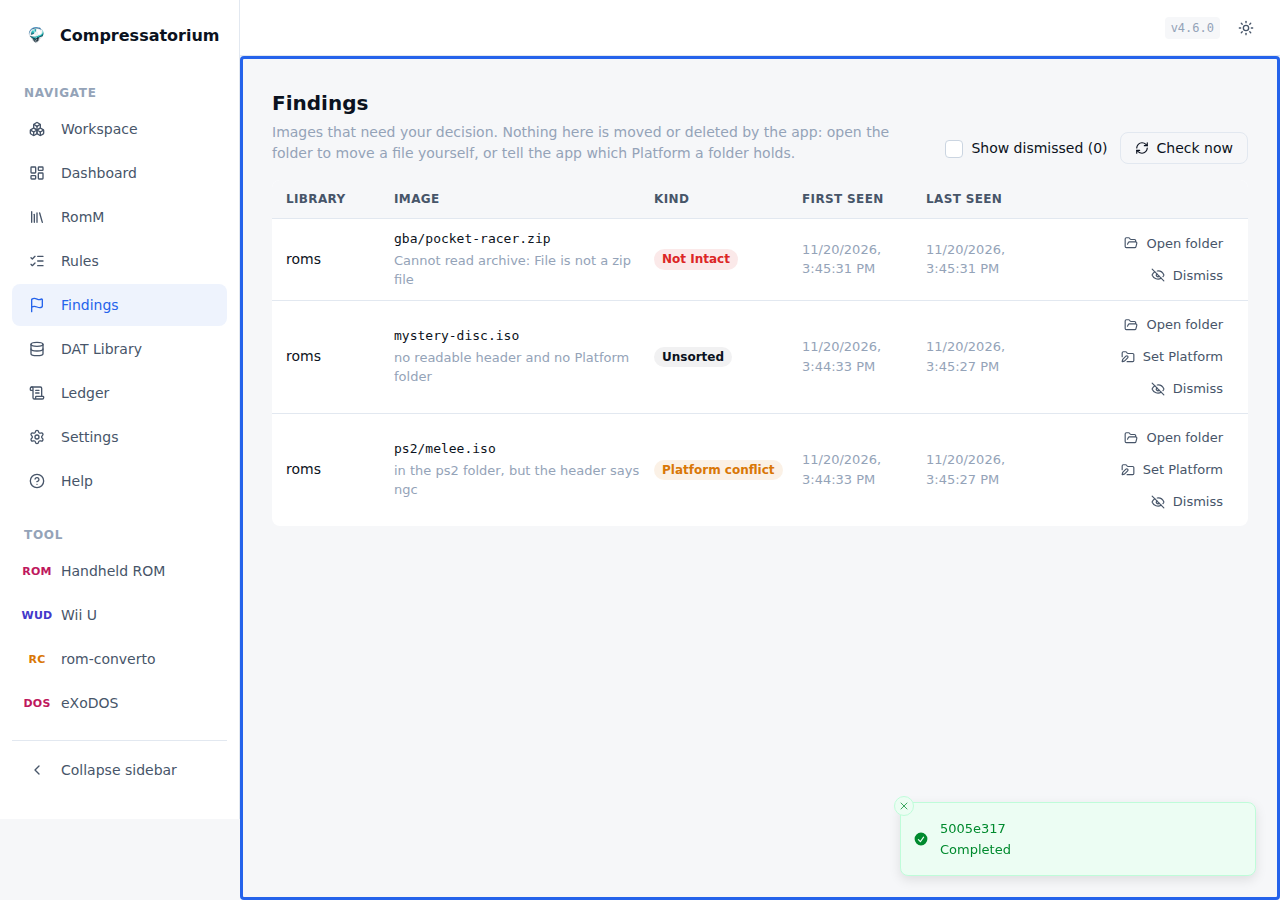 Compressatorium
v4.6.0
NAVIGATE
Workspace
Dashboard
RomM
Rules
Findings
DAT Library
Ledger
Settings
Help
TOOL
ROM Handheld ROM
WUD Wii U
RC rom-converto
DOS eXoDOS
Collapse sidebar
Findings
Images that need your decision. Nothing here is moved or deleted by the app: open the
folder to move a file yourself, or tell the app which Platform a folder holds.
Show dismissed (0)
Check now
LIBRARY IMAGE KIND FIRST SEEN LAST SEEN
roms
gba/pocket-racer.zip
Cannot read archive: File is not a zip
file
Not Intact
11/20/2026,
3:45:31 PM
11/20/2026,
3:45:31 PM
Open folder
Dismiss
roms
mystery-disc.iso
no readable header and no Platform
folder
Unsorted
11/20/2026,
3:44:33 PM
11/20/2026,
3:45:27 PM
Open folder
Set Platform
Dismiss
roms
ps2/melee.iso
in the ps2 folder, but the header says
ngc
Platform conflict
11/20/2026,
3:44:33 PM
11/20/2026,
3:45:27 PM
Open folder
Set Platform
Dismiss
5005e317
Completed